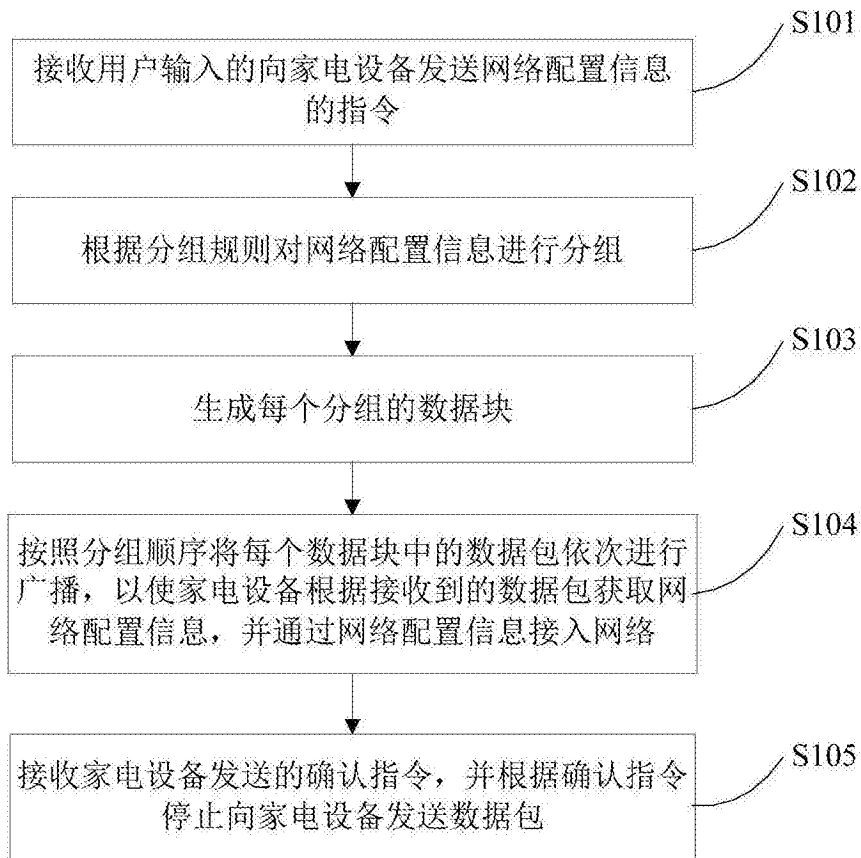 S101
接收用户输入的向家电设备发送网络配置信息
的指令
S102
根据分组规则对网络配置信息进行分组
S103
生成每个分组的数据块
S104
按照分组顺序将每个数据块中的数据包依次进行
广播，以使家电设备根据接收到的数据包获取网
络配置信息，并通过网络配置信息接入网络
S105
接收家电设备发送的确认指令，并根据确认指令
停止向家电设备发送数据包